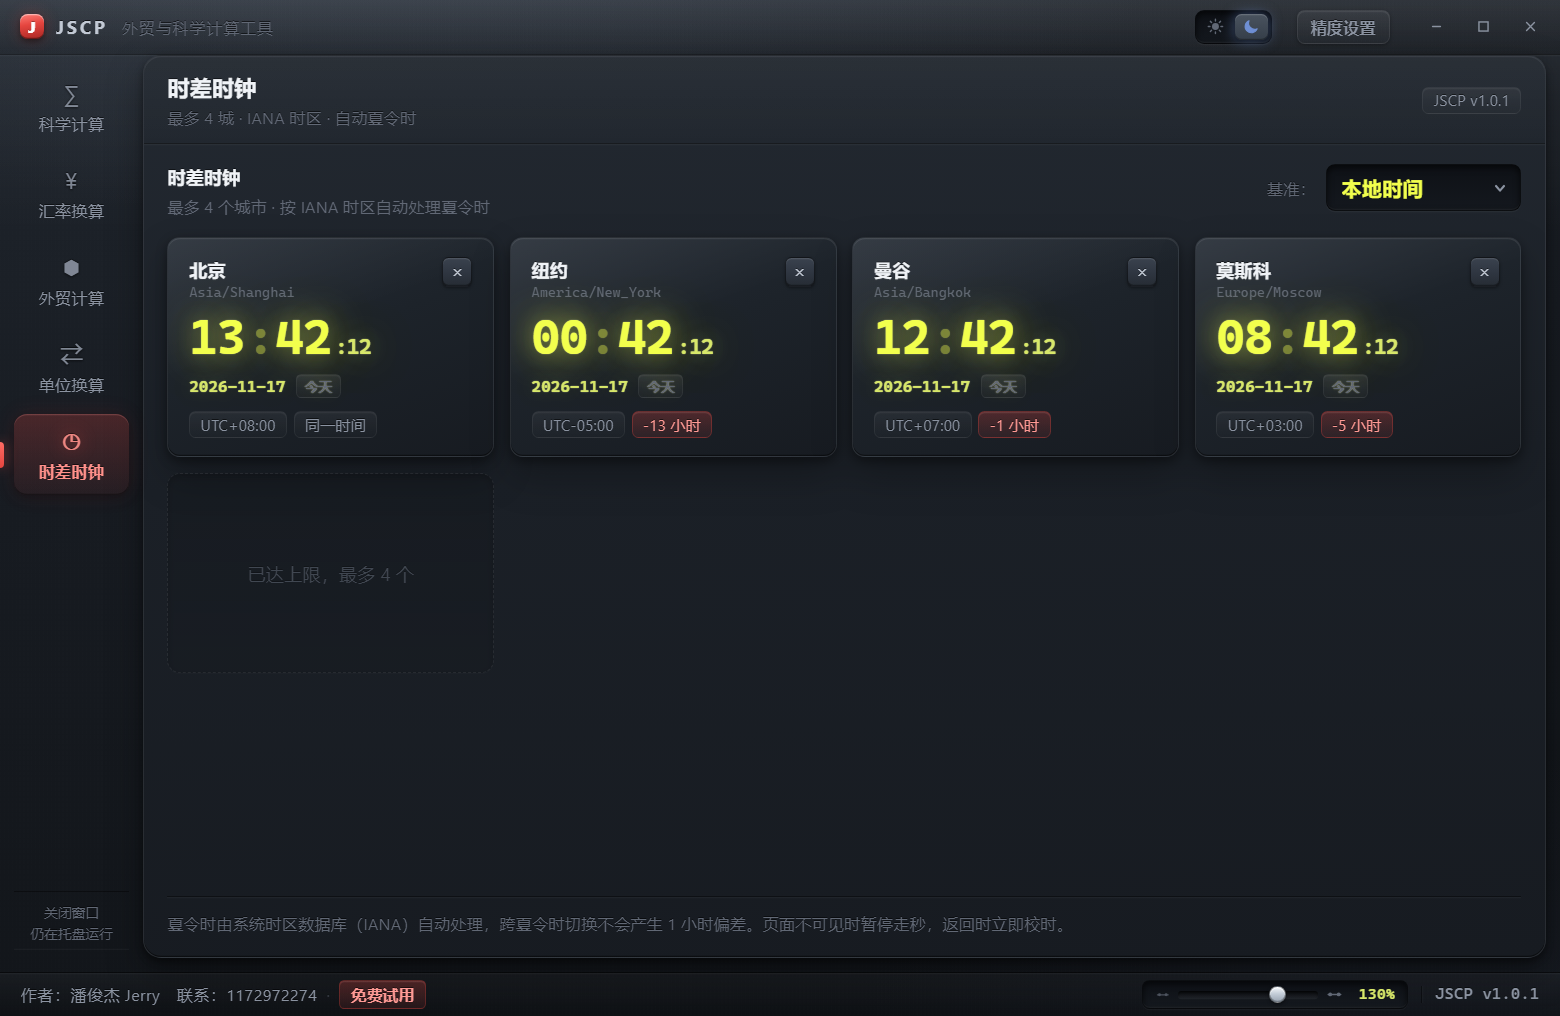 J JSCP 外贸与科学计算工具 精度设置
∑
科学计算
¥
汇率换算
外贸计算
单位换算
时差时钟
关闭窗口
仍在托盘运行
时差时钟
最多 4 城 · IANA 时区 · 自动夏令时
JSCP v1.0.1
时差时钟
最多 4 个城市 · 按 IANA 时区自动处理夏令时
基准: 本地时间
北京 ×
Asia/Shanghai
13:42:12
2026-11-17 今天
UTC+08:00 同一时间
纽约 ×
America/New_York
00:42:12
2026-11-17 今天
UTC-05:00 -13 小时
曼谷 ×
Asia/Bangkok
12:42:12
2026-11-17 今天
UTC+07:00 -1 小时
莫斯科 ×
Europe/Moscow
08:42:12
2026-11-17 今天
UTC+03:00 -5 小时
已达上限，最多 4 个
夏令时由系统时区数据库（IANA）自动处理，跨夏令时切换不会产生 1 小时偏差。页面不可见时暂停走秒，返回时立即校时。
作者：潘俊杰 Jerry 联系：1172972274 · 免费试用
130% JSCP v1.0.1